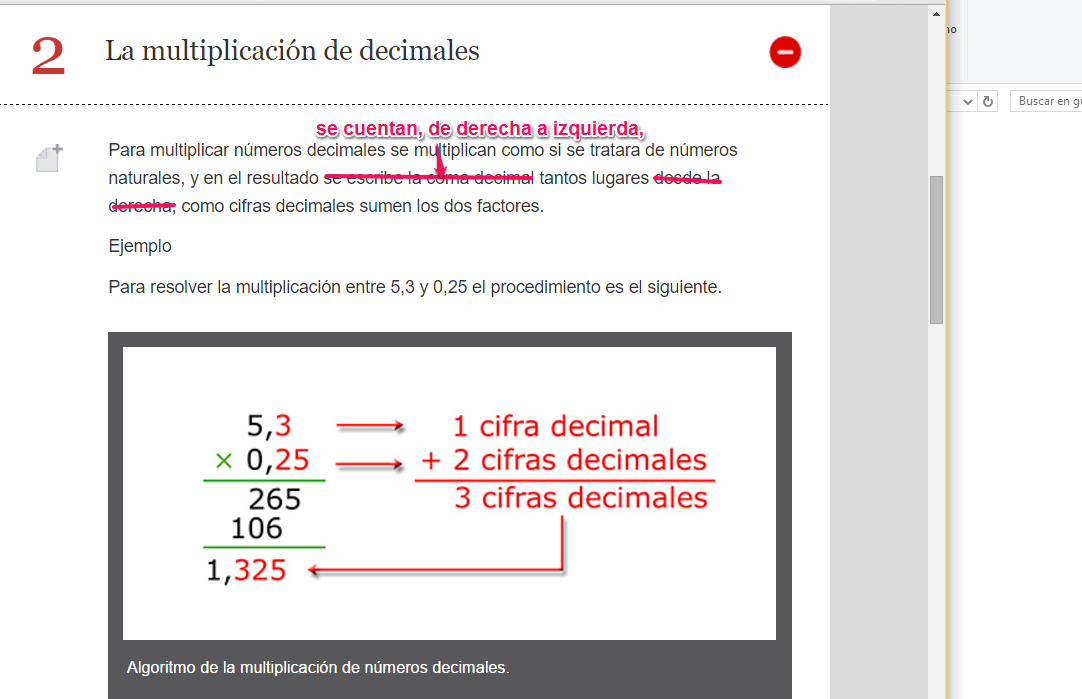 2 La multiplicación de decimales
se cuentan, de derecha a izquierda,
Para multiplicar números decimales se multiplican como si se tratara de números
naturales, y en el resultado se escribe la coma decimal tantos lugares desde la
derecha, como cifras decimales sumen los dos factores.
Ejemplo
Para resolver la multiplicación entre 5,3 y 0,25 el procedimiento es el siguiente.
5,3 1 cifra decimal
× 0,25 + 2 cifras decimales
265 3 cifras decimales
106
1,325
Algoritmo de la multiplicación de números decimales.
Buscar en